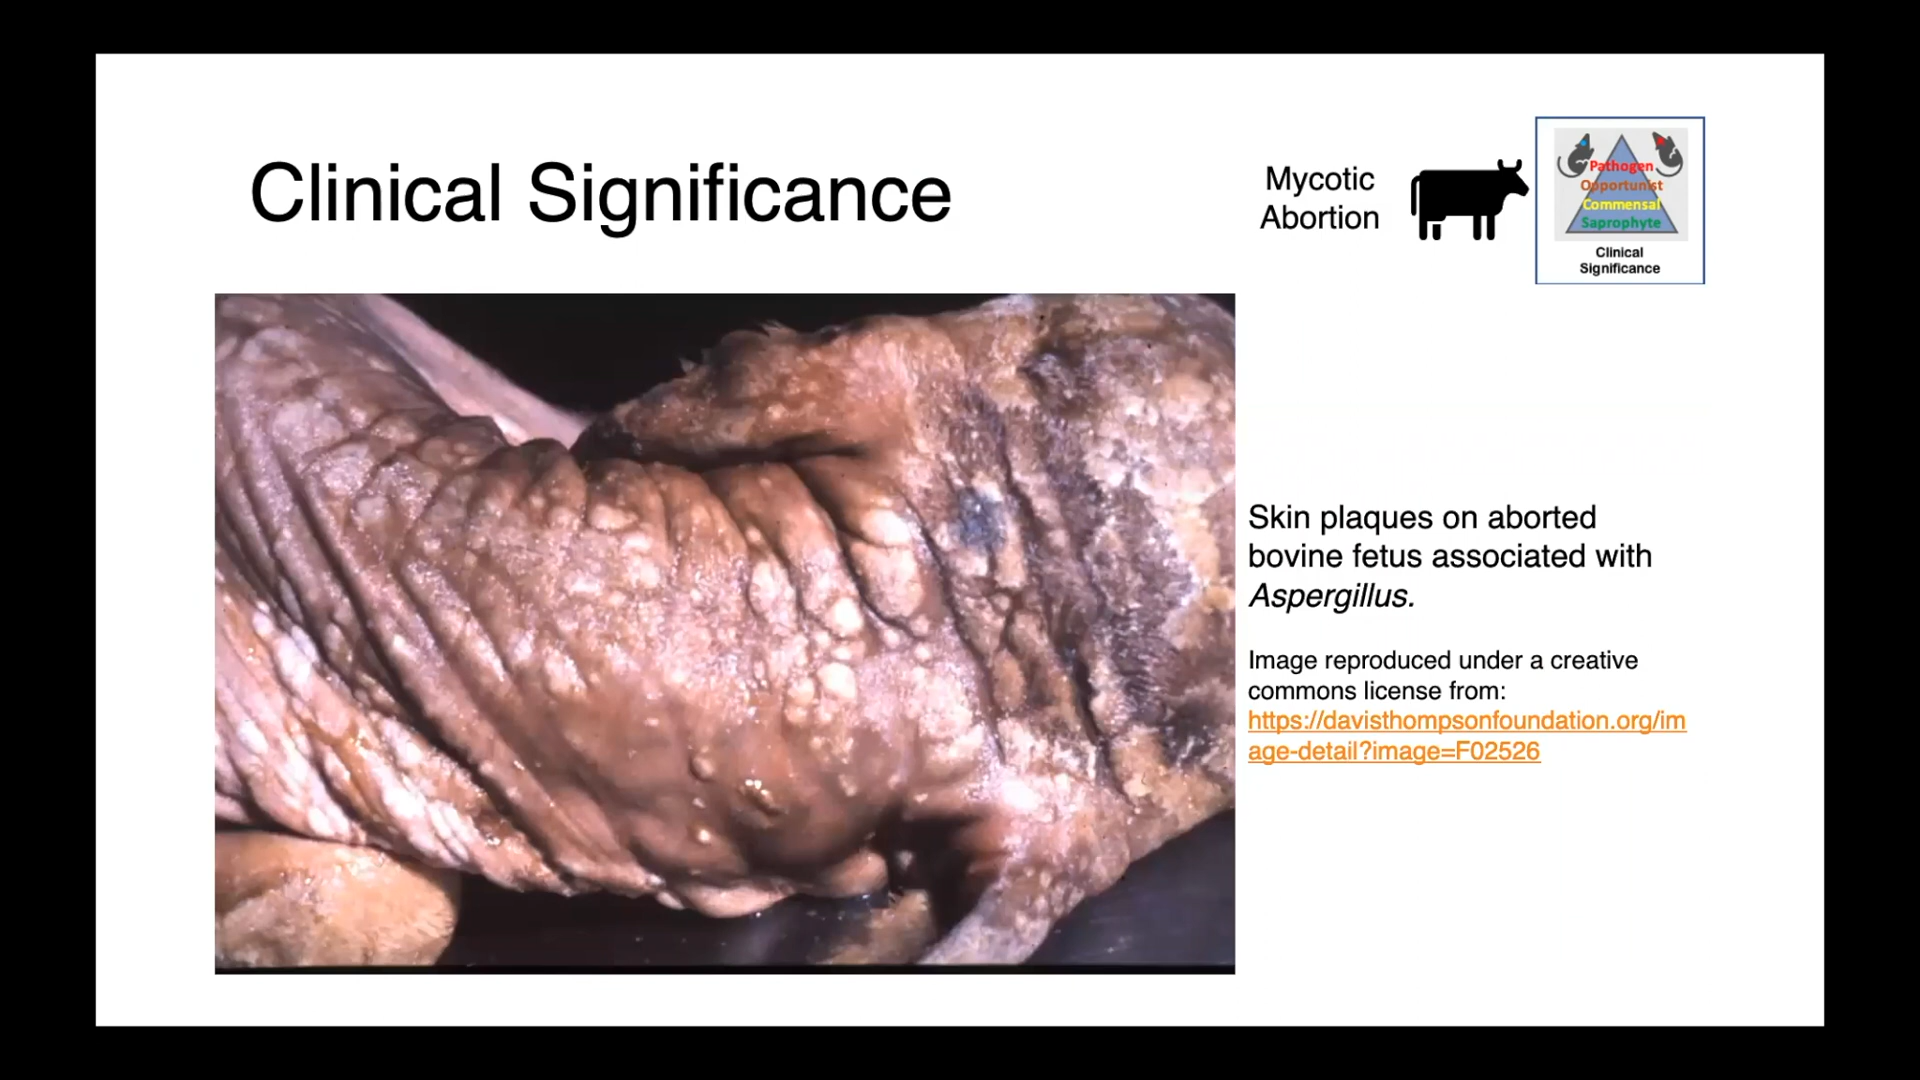 Clinical Significance
Mycotic
Abortion
Pathogen
Opportunist
Commensal
Saprophyte
Clinical
Significance
Skin plaques on aborted
bovine fetus associated with
Aspergillus.
Image reproduced under a creative
commons license from:
https://davisthompsonfoundation.org/im
age-detail?image=F02526